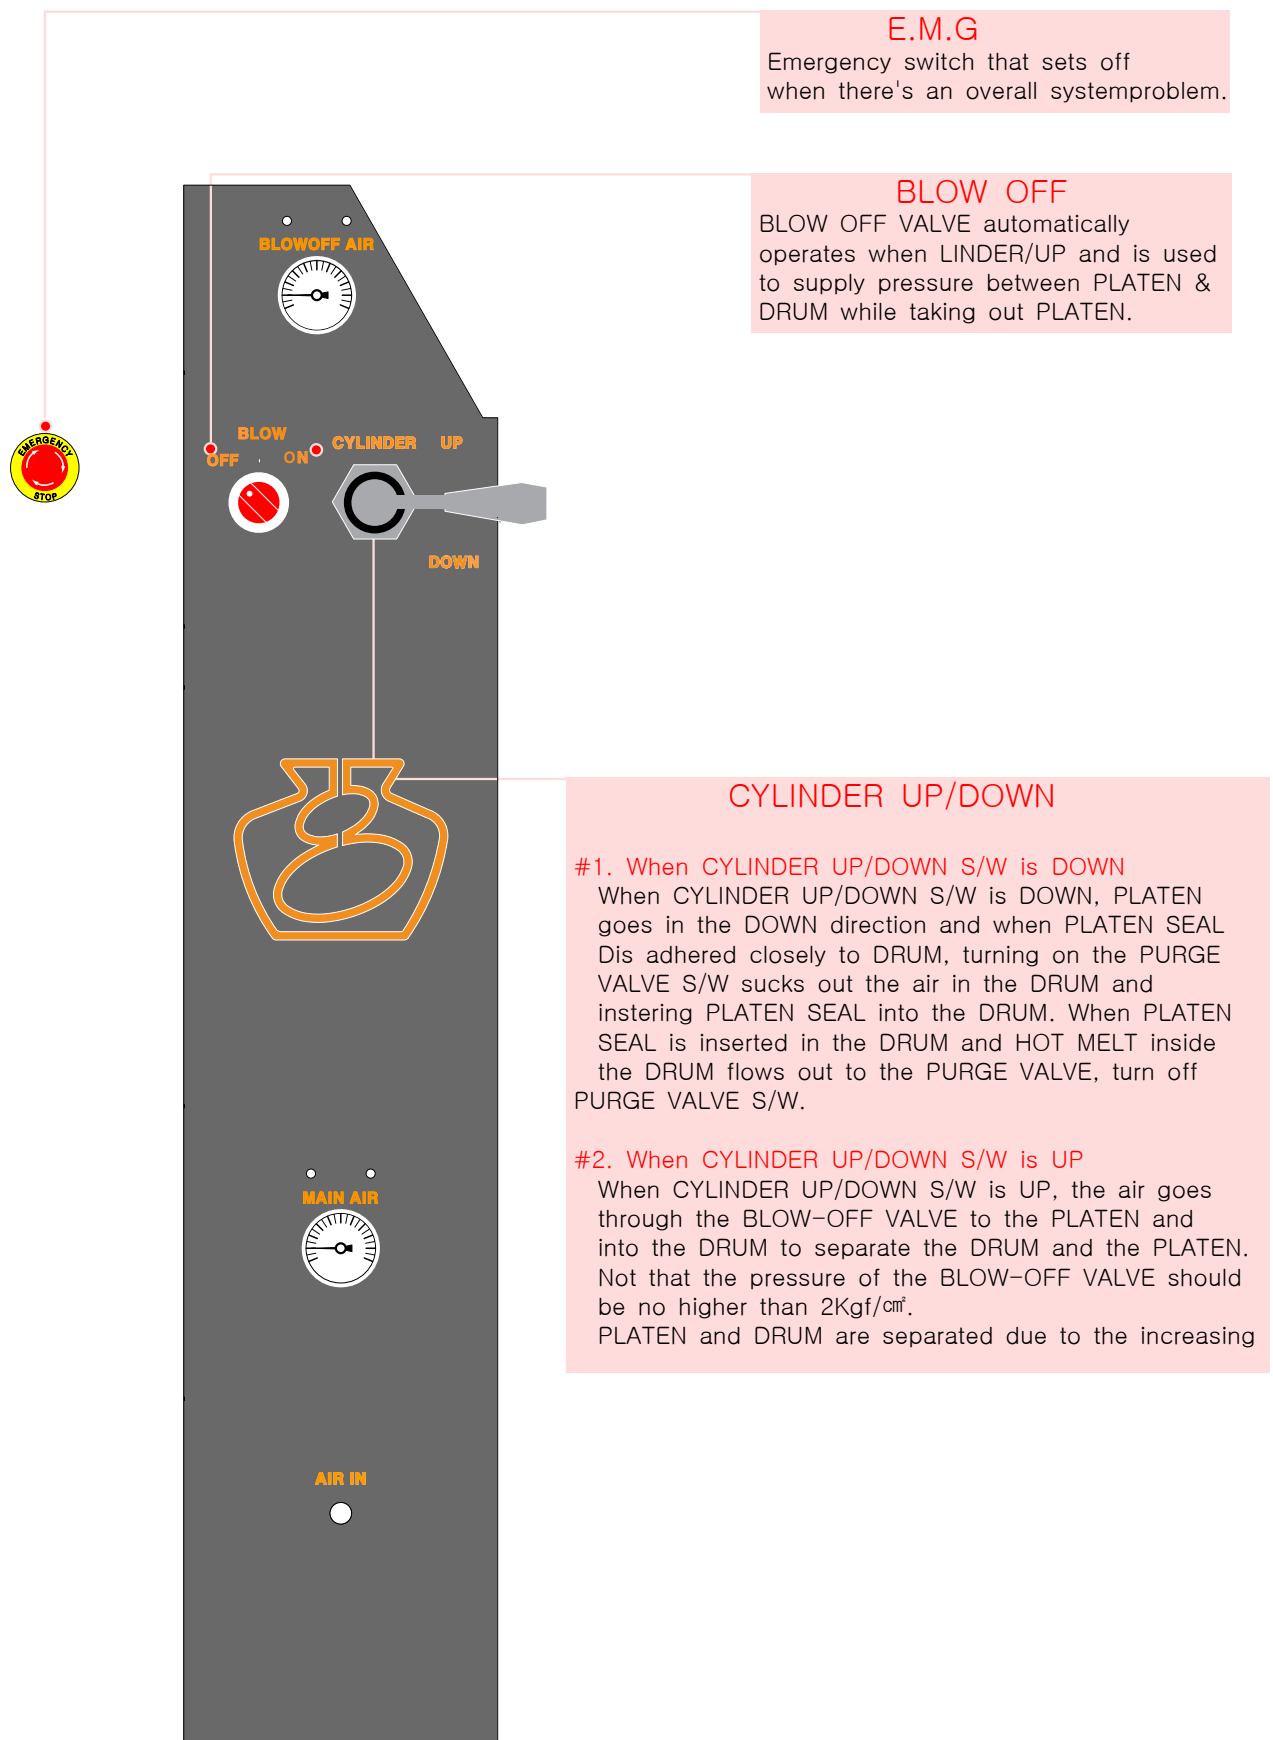 E.M.G
Emergency switch that sets off
when there's an overall systemproblem.
BLOW OFF
BLOW OFF VALVE automatically
operates when LINDER/UP and is used
to supply pressure between PLATEN &
DRUM while taking out PLATEN.
BLOWOFF AIR
EMERGENCY
STOP
BLOW
OFF ON
CYLINDER UP
DOWN
CYLINDER UP/DOWN
#1. When CYLINDER UP/DOWN S/W is DOWN
When CYLINDER UP/DOWN S/W is DOWN, PLATEN
goes in the DOWN direction and when PLATEN SEAL
Dis adhered closely to DRUM, turning on the PURGE
VALVE S/W sucks out the air in the DRUM and
instering PLATEN SEAL into the DRUM. When PLATEN
SEAL is inserted in the DRUM and HOT MELT inside
the DRUM flows out to the PURGE VALVE, turn off
PURGE VALVE S/W.
#2. When CYLINDER UP/DOWN S/W is UP
When CYLINDER UP/DOWN S/W is UP, the air goes
through the BLOW-OFF VALVE to the PLATEN and
into the DRUM to separate the DRUM and the PLATEN.
Not that the pressure of the BLOW-OFF VALVE should
be no higher than 2Kgf/㎠.
PLATEN and DRUM are separated due to the increasing
MAIN AIR
AIR IN